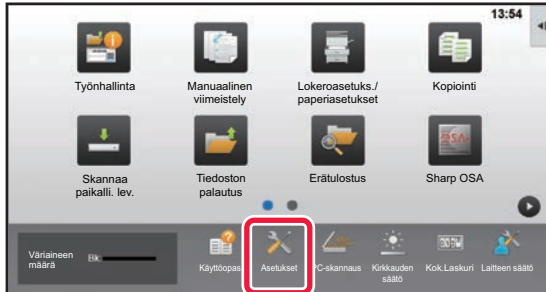 13:54
Työnhallinta
Manuaalinen
viimeistely
Lokeroasetuks./
paperiasetukset
Kopiointi
Skannaa
paikalli. lev.
Tiedoston
palautus
Erätulostus
Sharp OSA
Väriaineen
määrä
Bk:
Käyttöopas
Asetukset
PC-skannaus
Kirkkauden
säätö
Kok.Laskuri
Laitteen säätö